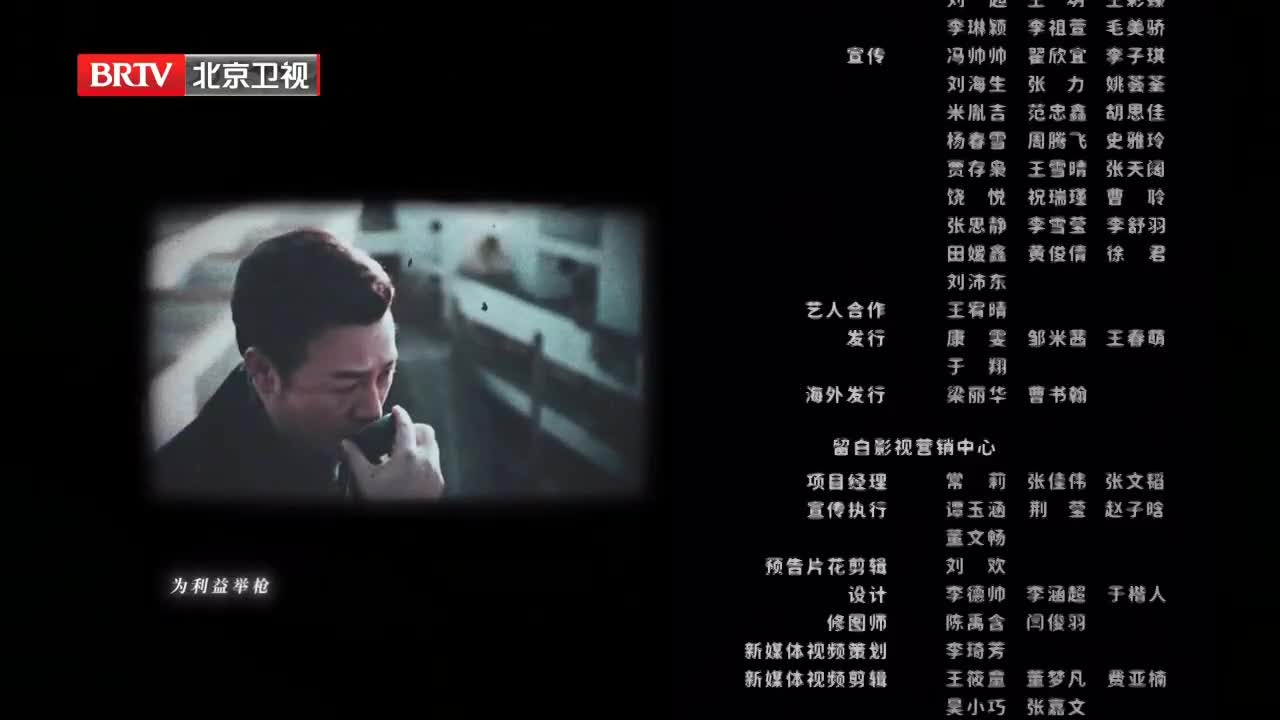 BRTV 北京卫视
李琳颖 李祖萱 毛美骄
宣传 冯帅帅 翟欣宜 李子琪
刘海生 张 力 姚荟荃
米胤吉 范忠鑫 胡思佳
杨春雪 周腾飞 史雅玲
贾存枭 王雪晴 张天阔
饶 悦 祝瑞瑾 曹 聆
张思静 李雪莹 李舒羽
田媛鑫 黄俊倩 徐 君
刘沛东
艺人合作 王宥晴
发行 康 雯 邹米茜 王春萌
于 翔
海外发行 梁丽华 曹书翰
留白影视营销中心
项目经理 常 莉 张佳伟 张文韬
宣传执行 谭玉涵 荆 莹 赵子晗
董文畅
预告片花剪辑 刘 欢
设计 李德帅 李涵超 于楷人
修图师 陈禹含 闫俊羽
新媒体视频策划 李琦芳
新媒体视频剪辑 王筱童 董梦凡 费亚楠
吴小巧 张嘉文
为利益举枪